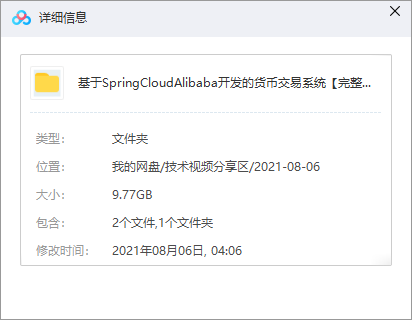 详细信息
基于SpringCloudAlibaba开发的货币交易系统【完整...
类型： 文件夹
位置： 我的网盘/技术视频分享区/2021-08-06
大小： 9.77GB
包含： 2个文件,1个文件夹
修改时间： 2021年08月06日, 04:06